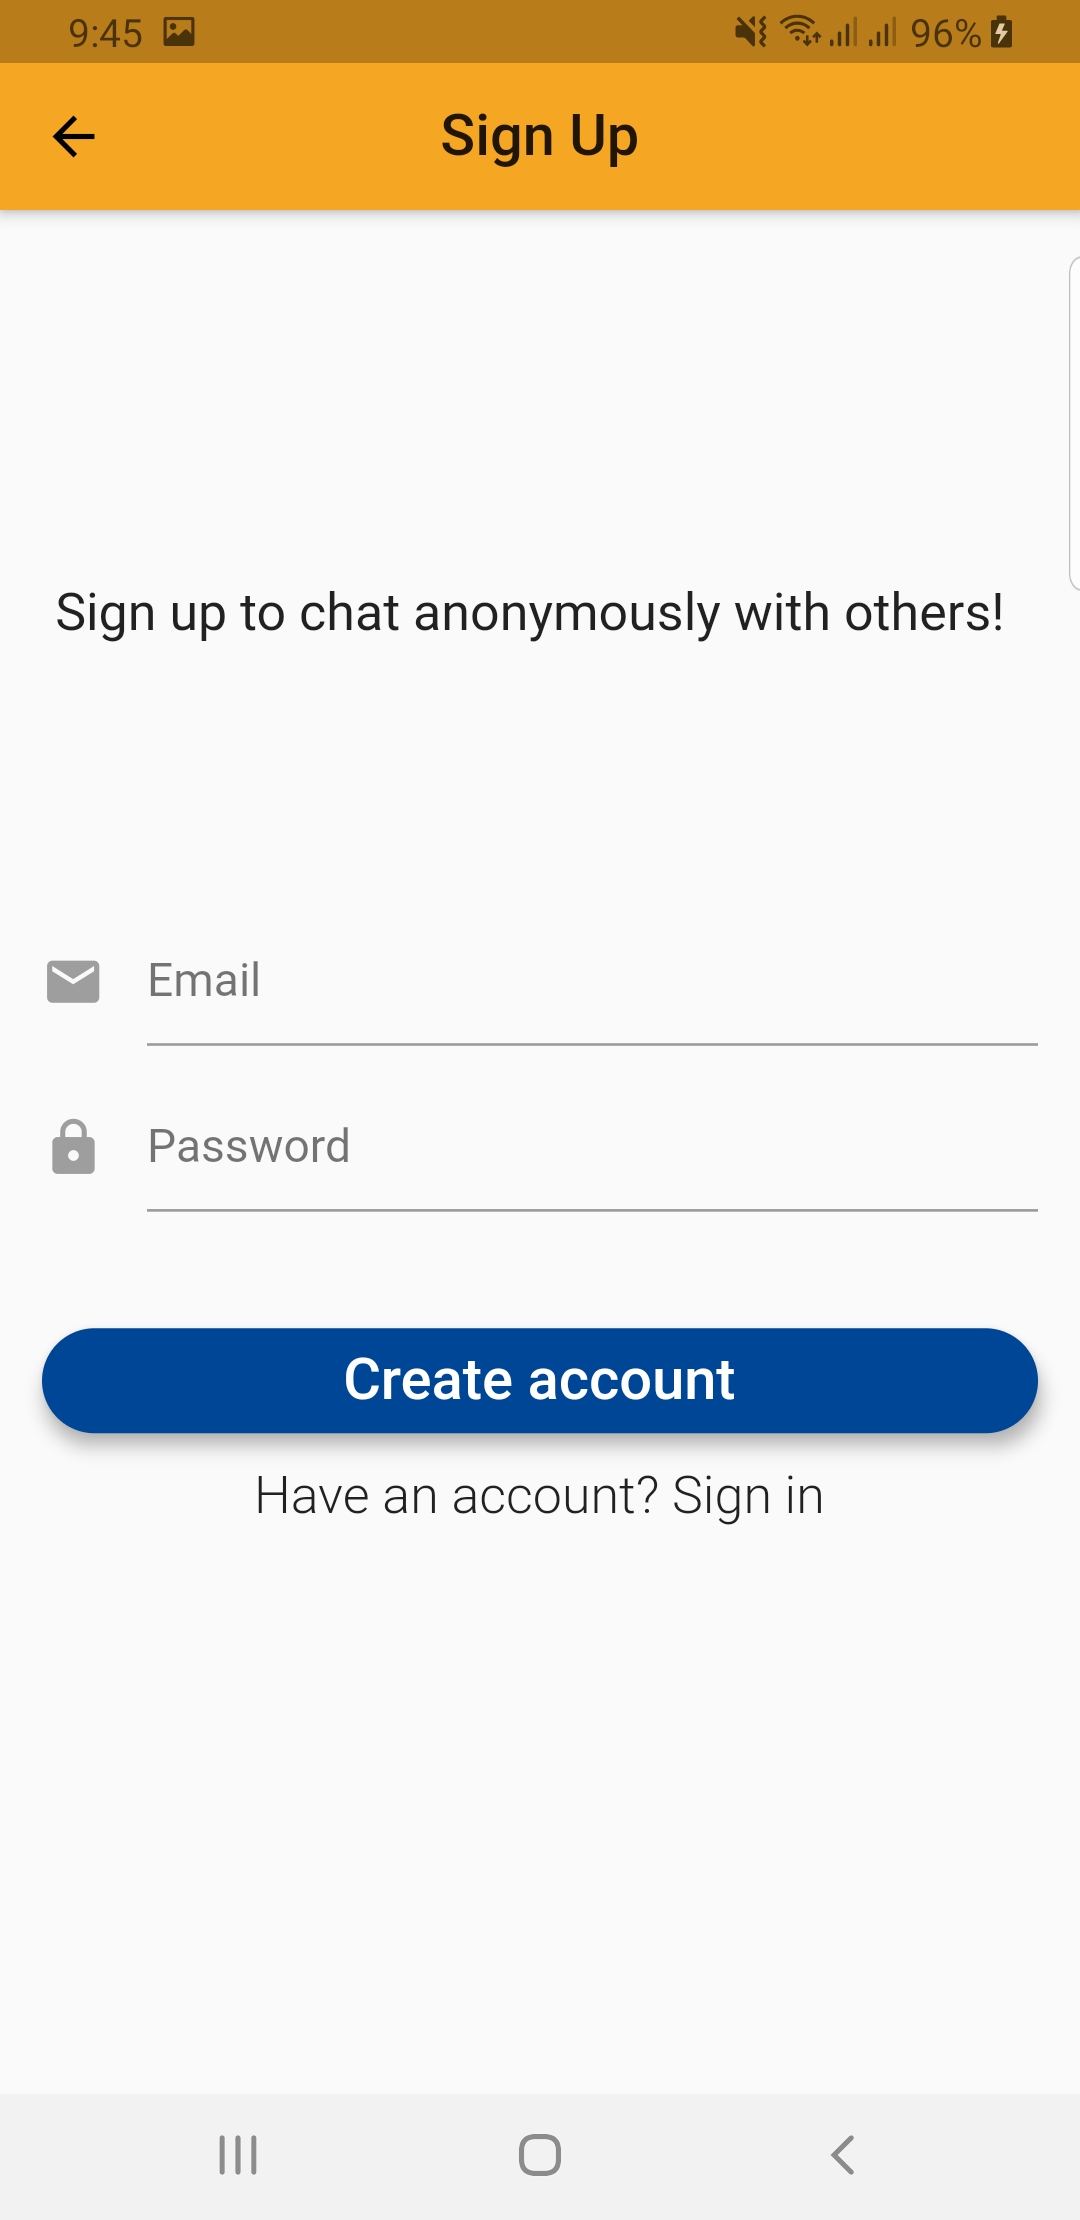 9:45
96%
Sign Up
Sign up to chat anonymously with others!
Email
Password
Create account
Have an account? Sign in